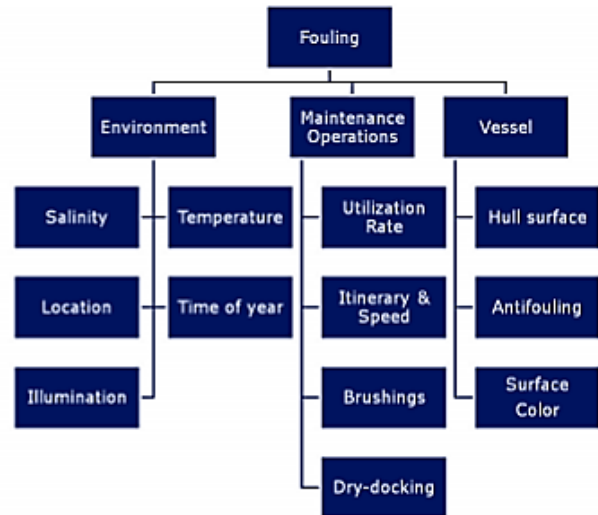 Fouling
Environment
Maintenance
Operations
Vessel
Salinity
Temperature
Utilization
Rate
Hull surface
Location
Time of year
Itinerary &
Speed
Antifouling
Illumination
Brushings
Surface
Color
Dry-docking